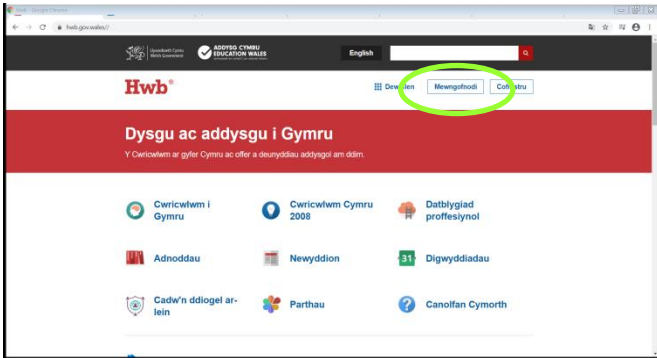 Hwb - Google Chrome
hwb.gov.wales//
Llywodraeth Cymru
Welsh Government
ADDYSG CYMRU
EDUCATION WALES
English
Hwb
Mewngofnodi
Dysgu ac addysgu i Gymru
Y Cwricwlwm ar gyfer Cymru ac offer a deunyddiau addysgol am ddim.
Cwricwlwm i
Gymru
Cwricwlwm Cymru
2008
Datblygiad
proffesiynol
Adnoddau
Newyddion
31
Digwyddiadau
Cadw'n ddiogel ar-
lein
Parthau
?
Canolfan Cymorth